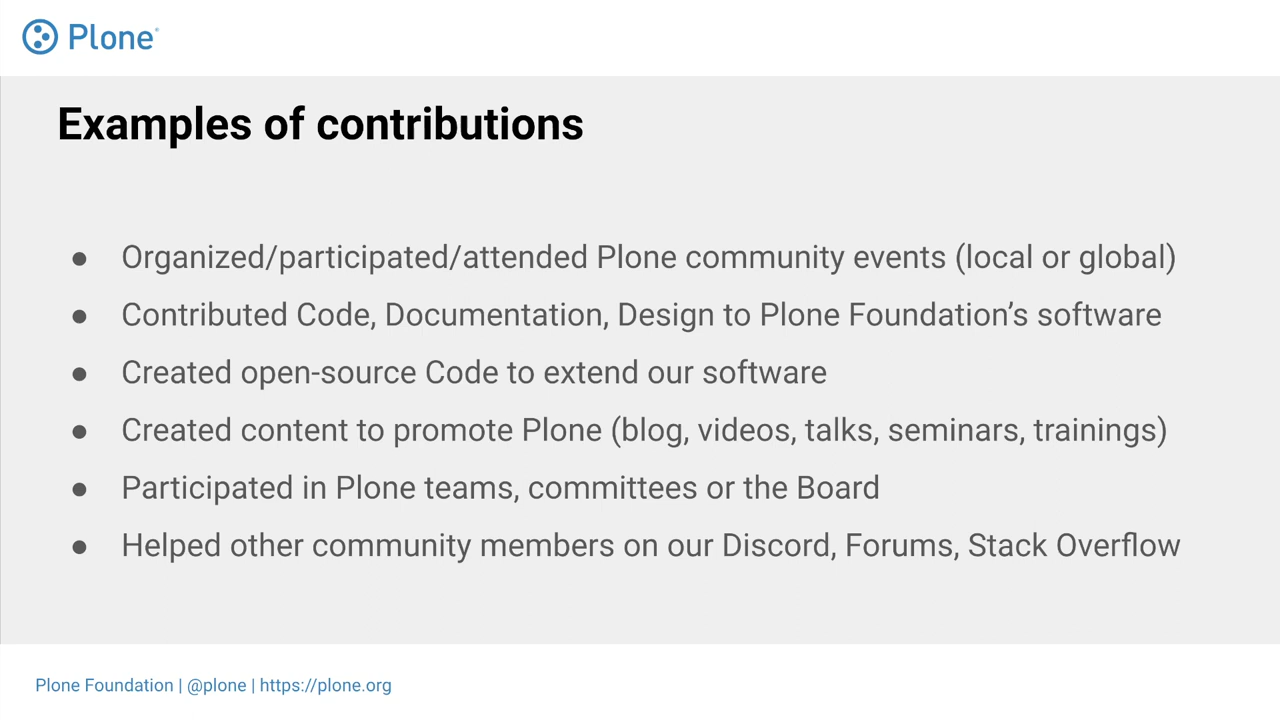 Plone®
Examples of contributions
● Organized/participated/attended Plone community events (local or global)
● Contributed Code, Documentation, Design to Plone Foundation’s software
● Created open-source Code to extend our software
● Created content to promote Plone (blog, videos, talks, seminars, trainings)
● Participated in Plone teams, committees or the Board
● Helped other community members on our Discord, Forums, Stack Overflow
Plone Foundation | @plone | https://plone.org